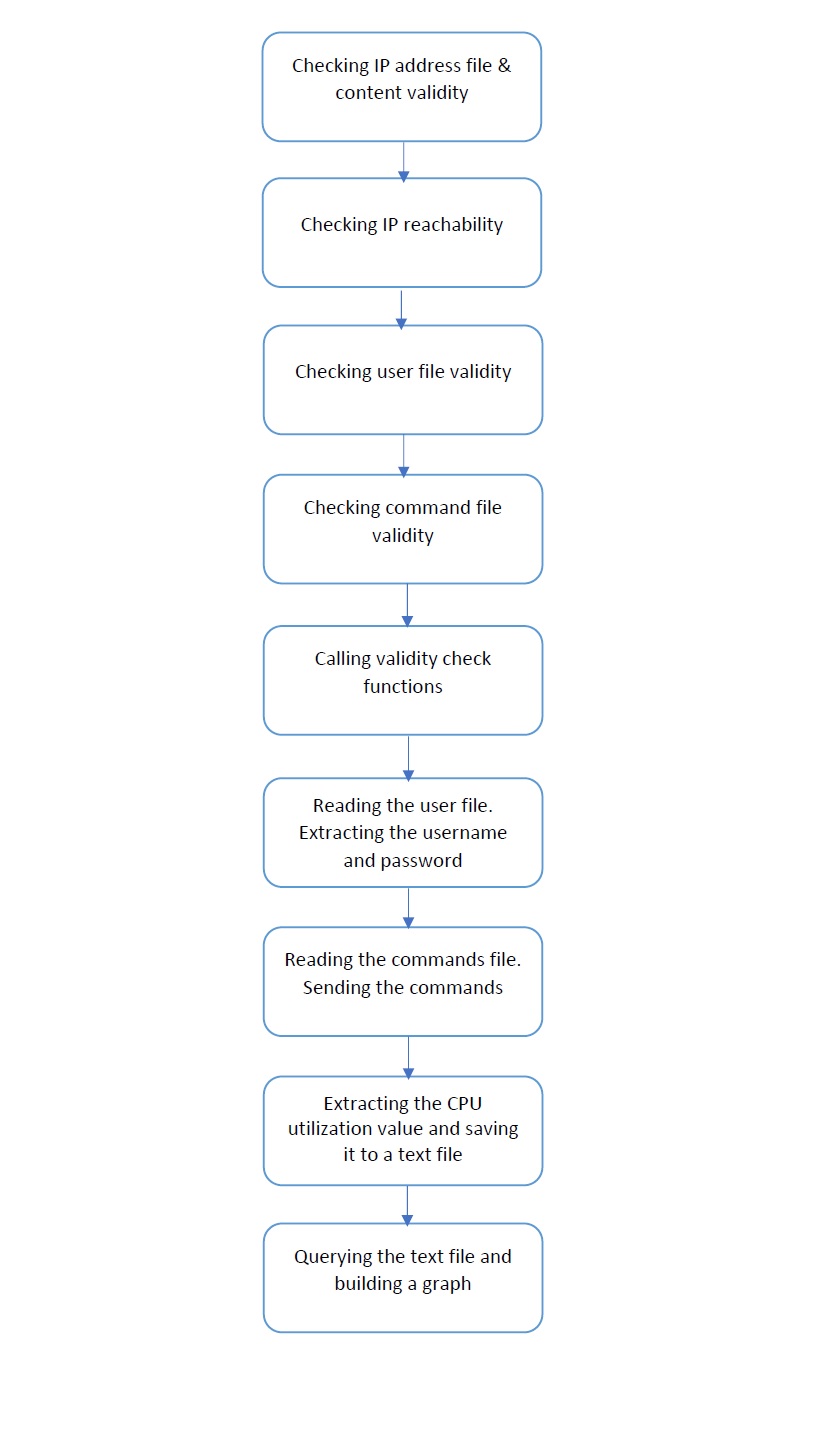 Checking IP address file &
content validity
Checking IP reachability
Checking user file validity
Checking command file
validity
Calling validity check
functions
Reading the user file.
Extracting the username
and password
Reading the commands file.
Sending the commands
Extracting the CPU
utilization value and saving
it to a text file
Querying the text file and
building a graph